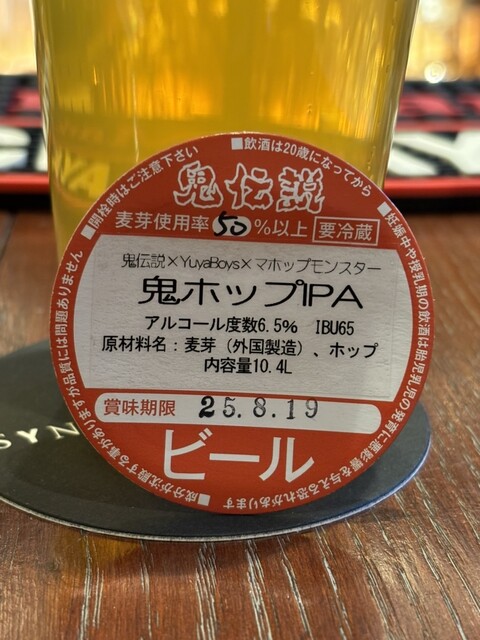 ■飲酒は20歳になってから
■妊娠中や授乳期の飲酒は胎児乳児の発育に悪影響を与える恐れがあります
■成分が沈殿する事がありますが品質には問題ありません
■開栓時はご注意下さい
鬼伝説
麦芽使用率50%以上 要冷蔵
鬼伝説×YuyaBoys×マホップモンスター
鬼ホップIPA
アルコール度数6.5% IBU65
原材料名：麦芽（外国製造）、ホップ
内容量10.4L
賞味期限 25.8.19
ビール
SYN